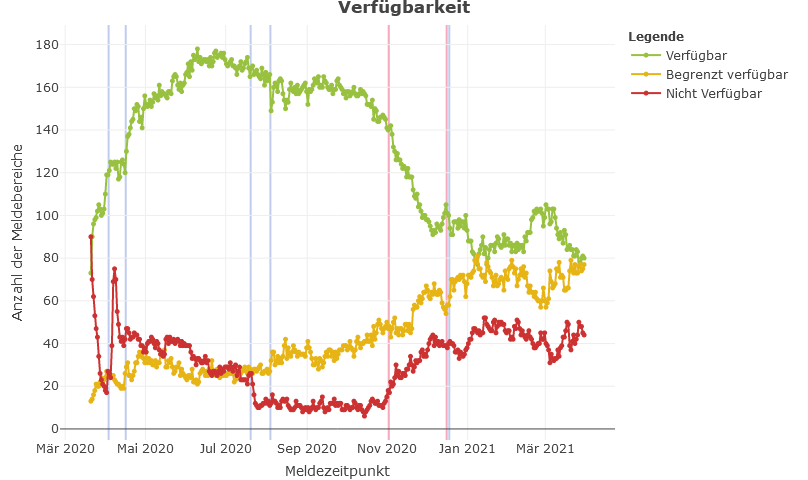 Verfügbarkeit
Legende
Verfügbar
Begrenzt verfügbar
Nicht Verfügbar
Anzahl der Meldebereiche
180
160
140
120
100
80
60
40
20
0
Mär 2020 Mai 2020 Jul 2020 Sep 2020 Nov 2020 Jan 2021 Mär 2021
Meldezeitpunkt